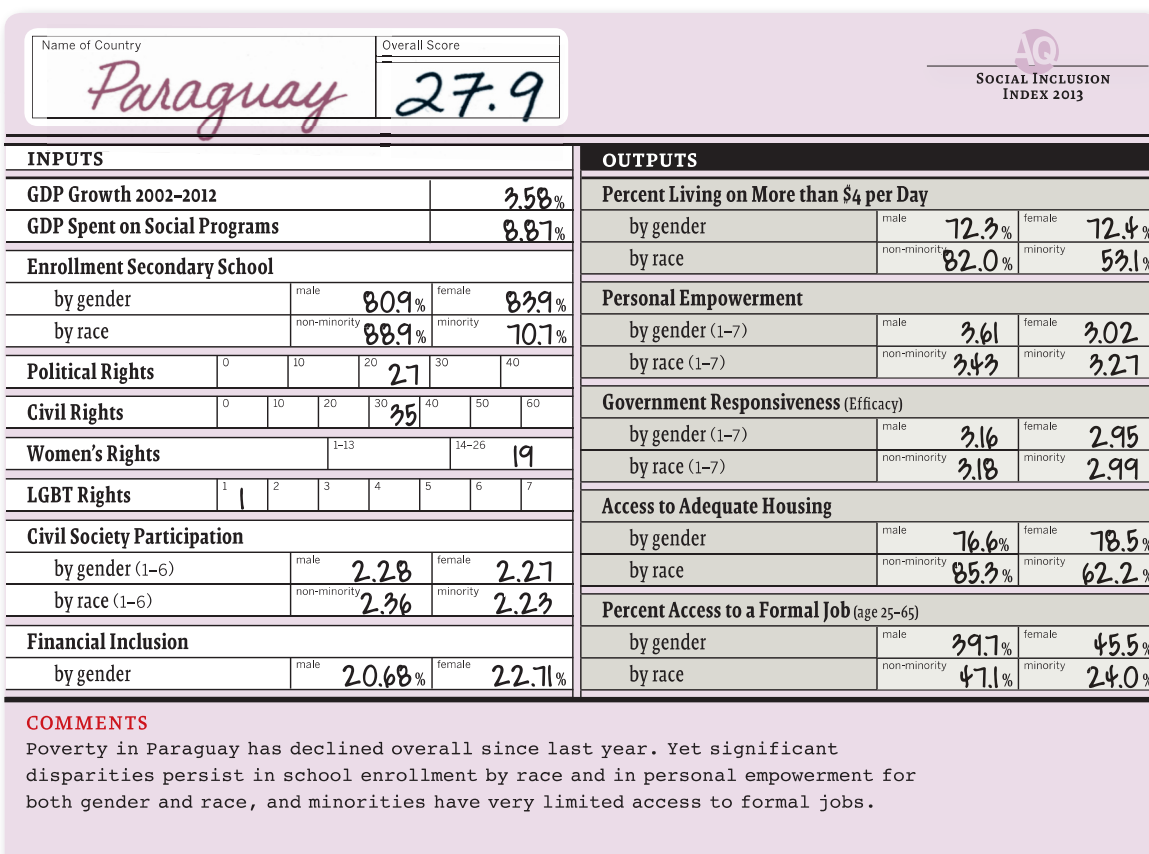 Name of Country
Paraguay
Overall Score
27.9
AQ
SOCIAL INCLUSION
INDEX 2013
INPUTS
GDP Growth 2002–2012 3.58%
GDP Spent on Social Programs 8.87%
Enrollment Secondary School
by gender male 80.9% female 83.9%
by race non-minority 88.9% minority 70.7%
Political Rights 0 10 20 27 30 40
Civil Rights 0 10 20 30 35 40 50 60
Women's Rights 1–13 14–26 19
LGBT Rights 1 1 2 3 4 5 6 7
Civil Society Participation
by gender (1–6) male 2.28 female 2.27
by race (1–6) non-minority 2.36 minority 2.23
Financial Inclusion
by gender male 20.68% female 22.71%
OUTPUTS
Percent Living on More than $4 per Day
by gender male 72.3% female 72.4%
by race non-minority 82.0% minority 53.1%
Personal Empowerment
by gender (1–7) male 3.61 female 3.02
by race (1–7) non-minority 3.43 minority 3.27
Government Responsiveness (Efficacy)
by gender (1–7) male 3.16 female 2.95
by race (1–7) non-minority 3.18 minority 2.99
Access to Adequate Housing
by gender male 76.6% female 78.5%
by race non-minority 85.3% minority 62.2%
Percent Access to a Formal Job (age 25–65)
by gender male 39.7% female 45.5%
by race non-minority 47.1% minority 24.0%
COMMENTS
Poverty in Paraguay has declined overall since last year. Yet significant
disparities persist in school enrollment by race and in personal empowerment for
both gender and race, and minorities have very limited access to formal jobs.